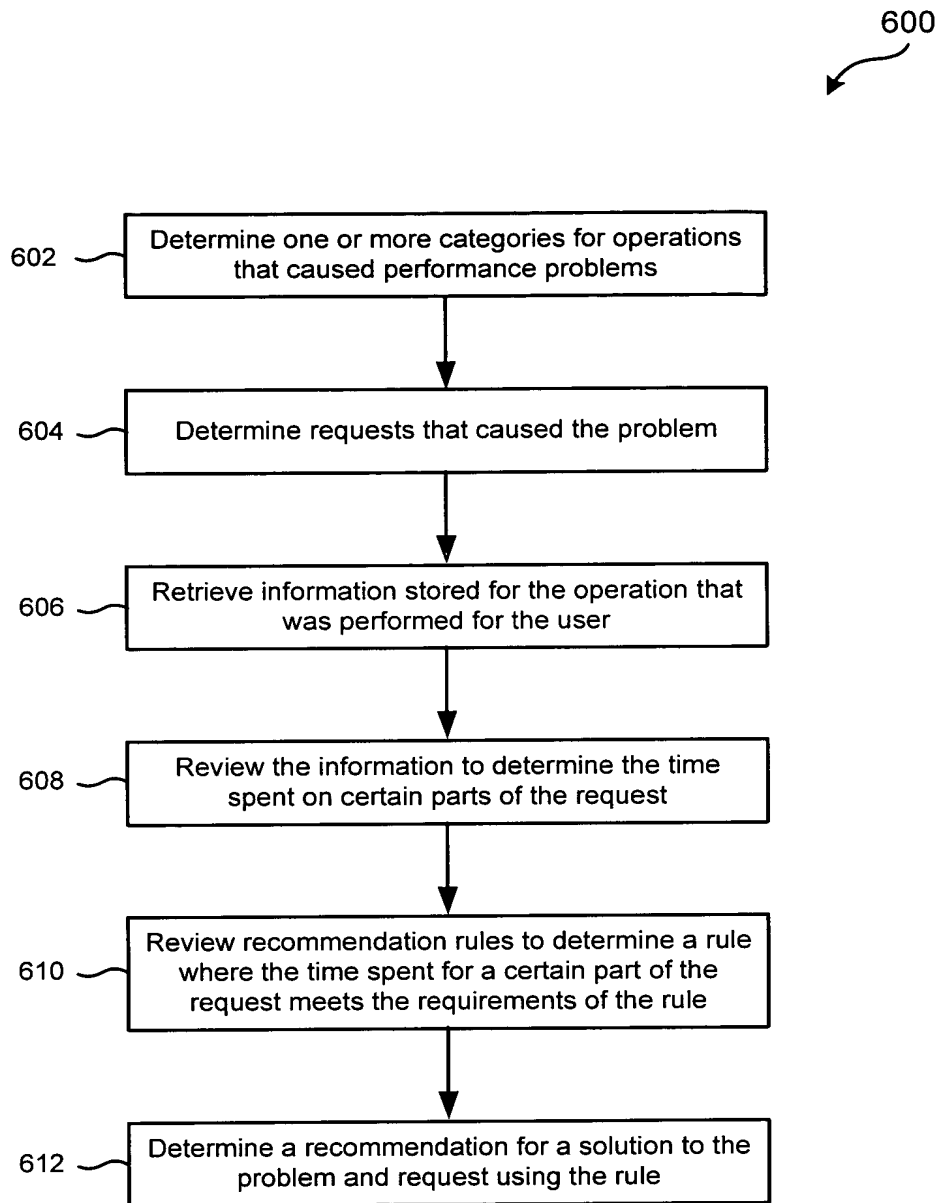 600
602
Determine one or more categories for operations
that caused performance problems
604
Determine requests that caused the problem
606
Retrieve information stored for the operation that
was performed for the user
608
Review the information to determine the time
spent on certain parts of the request
610
Review recommendation rules to determine a rule
where the time spent for a certain part of the
request meets the requirements of the rule
612
Determine a recommendation for a solution to the
problem and request using the rule